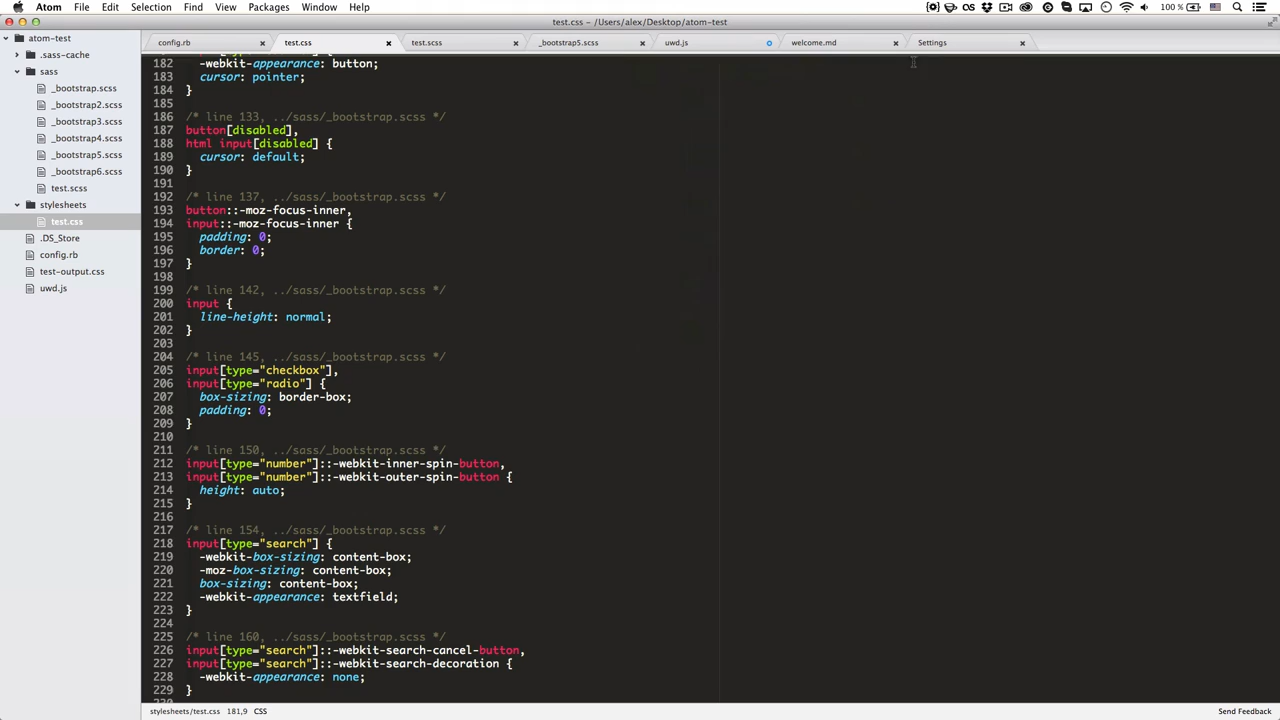 Atom File Edit Selection Find View Packages Window Help 100 %
test.css – /Users/alex/Desktop/atom-test
config.rb test.css test.scss _bootstrap5.scss uwd.js welcome.md Settings
atom-test
.sass-cache
sass
_bootstrap.scss
_bootstrap2.scss
_bootstrap3.scss
_bootstrap4.scss
_bootstrap5.scss
_bootstrap6.scss
test.scss
stylesheets
test.css
.DS_Store
config.rb
test-output.css
uwd.js
182 -webkit-appearance: button;
183 cursor: pointer;
184 }
185
186 /* line 133, ../sass/_bootstrap.scss */
187 button[disabled],
188 html input[disabled] {
189 cursor: default;
190 }
191
192 /* line 137, ../sass/_bootstrap.scss */
193 button::-moz-focus-inner,
194 input::-moz-focus-inner {
195 padding: 0;
196 border: 0;
197 }
198
199 /* line 142, ../sass/_bootstrap.scss */
200 input {
201 line-height: normal;
202 }
203
204 /* line 145, ../sass/_bootstrap.scss */
205 input[type="checkbox"],
206 input[type="radio"] {
207 box-sizing: border-box;
208 padding: 0;
209 }
210
211 /* line 150, ../sass/_bootstrap.scss */
212 input[type="number"]::-webkit-inner-spin-button,
213 input[type="number"]::-webkit-outer-spin-button {
214 height: auto;
215 }
216
217 /* line 154, ../sass/_bootstrap.scss */
218 input[type="search"] {
219 -webkit-box-sizing: content-box;
220 -moz-box-sizing: content-box;
221 box-sizing: content-box;
222 -webkit-appearance: textfield;
223 }
224
225 /* line 160, ../sass/_bootstrap.scss */
226 input[type="search"]::-webkit-search-cancel-button,
227 input[type="search"]::-webkit-search-decoration {
228 -webkit-appearance: none;
229 }
stylesheets/test.css 181,9 CSS Send Feedback